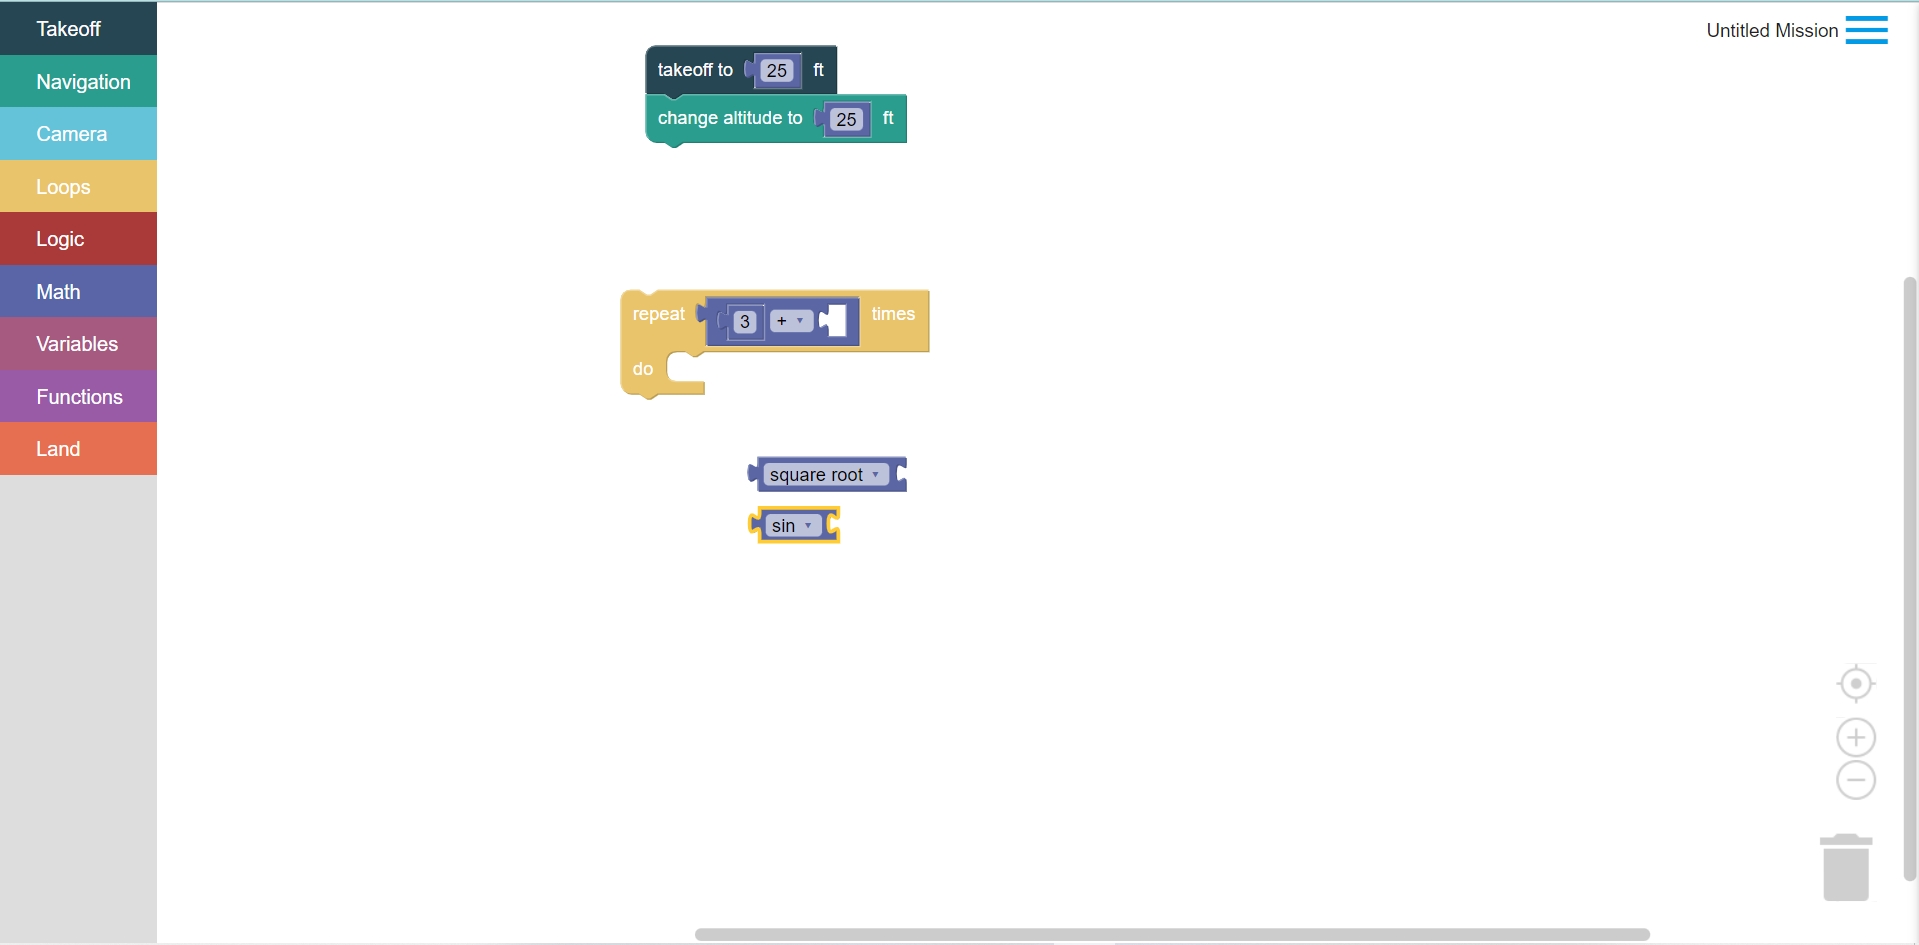 Takeoff
Navigation
Camera
Loops
Logic
Math
Variables
Functions
Land
Untitled Mission
takeoff to 25 ft
change altitude to 25 ft
repeat 3 + times
do
square root
sin